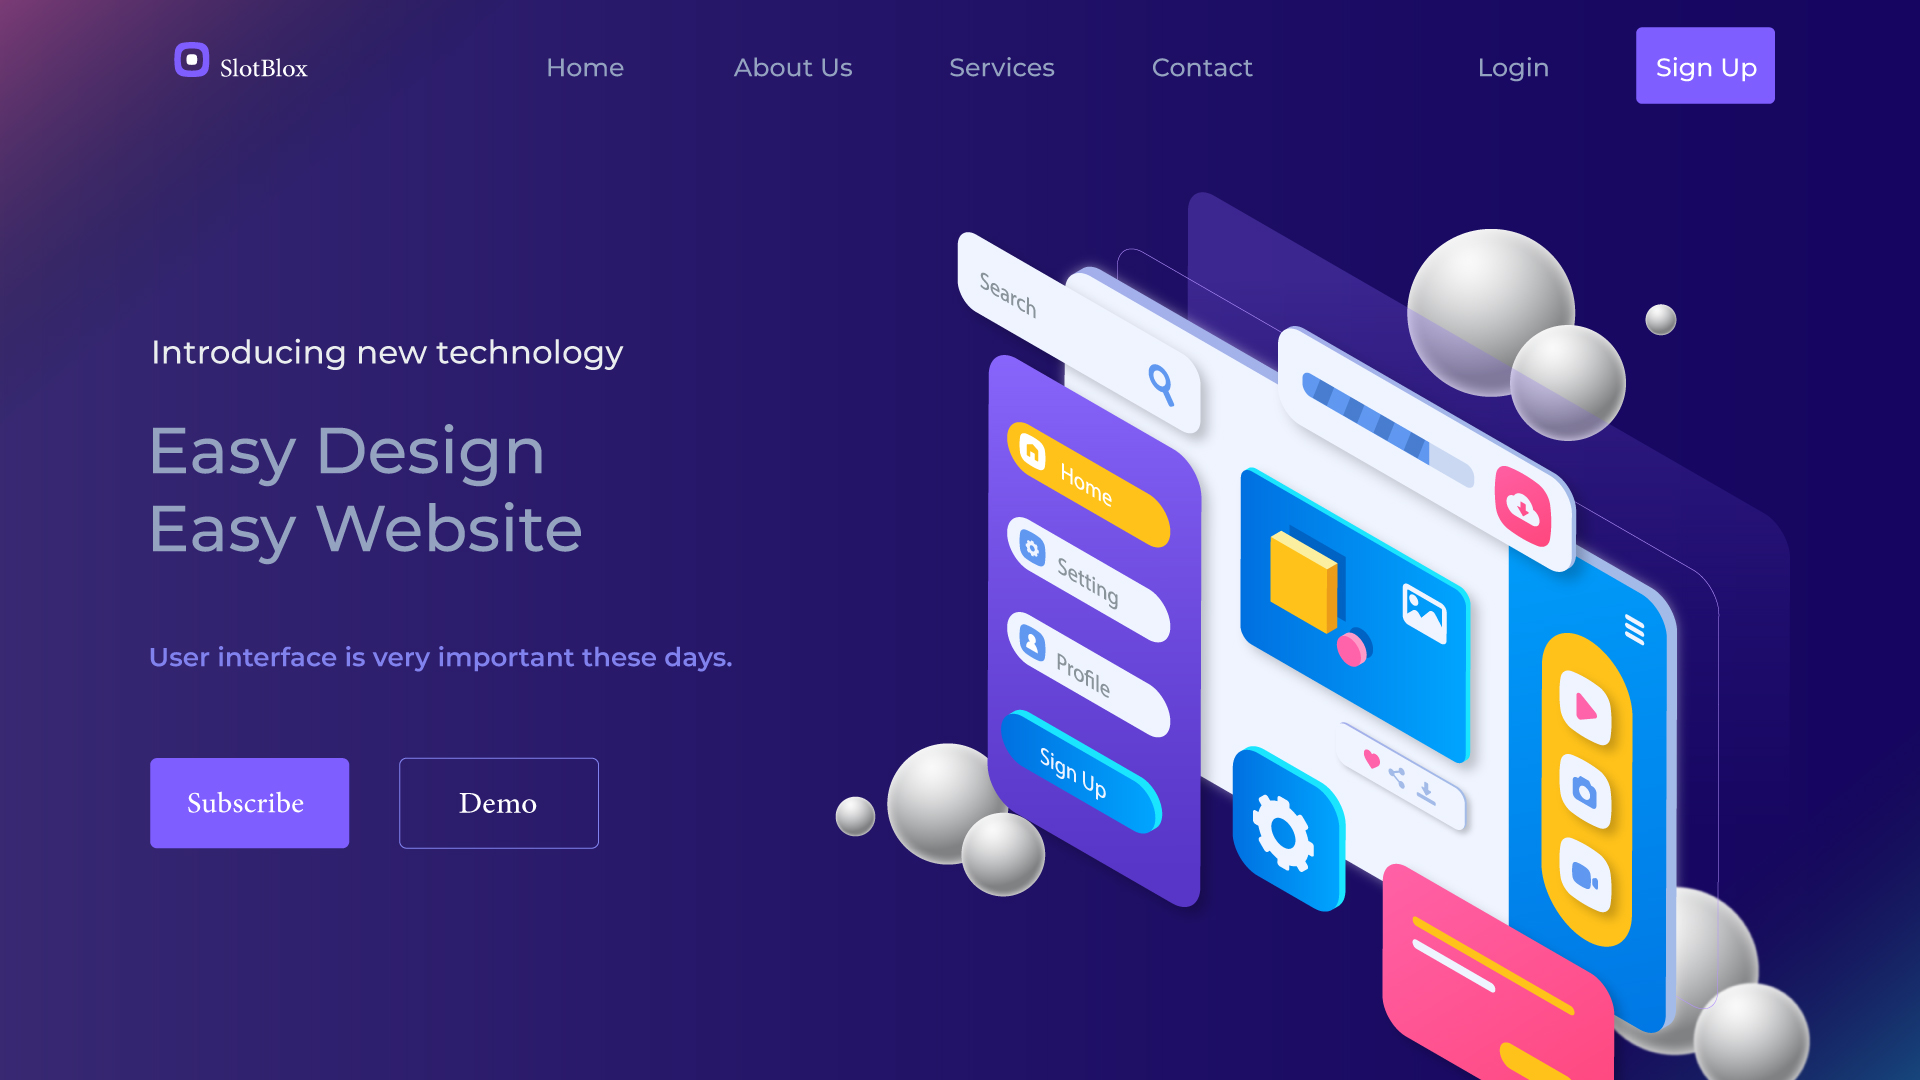 SlotBlox
Home
About Us
Services
Contact
Login
Sign Up
Introducing new technology
Easy Design
Easy Website
User interface is very important these days.
Subscribe
Demo
Search
Home
Setting
Profile
Sign Up